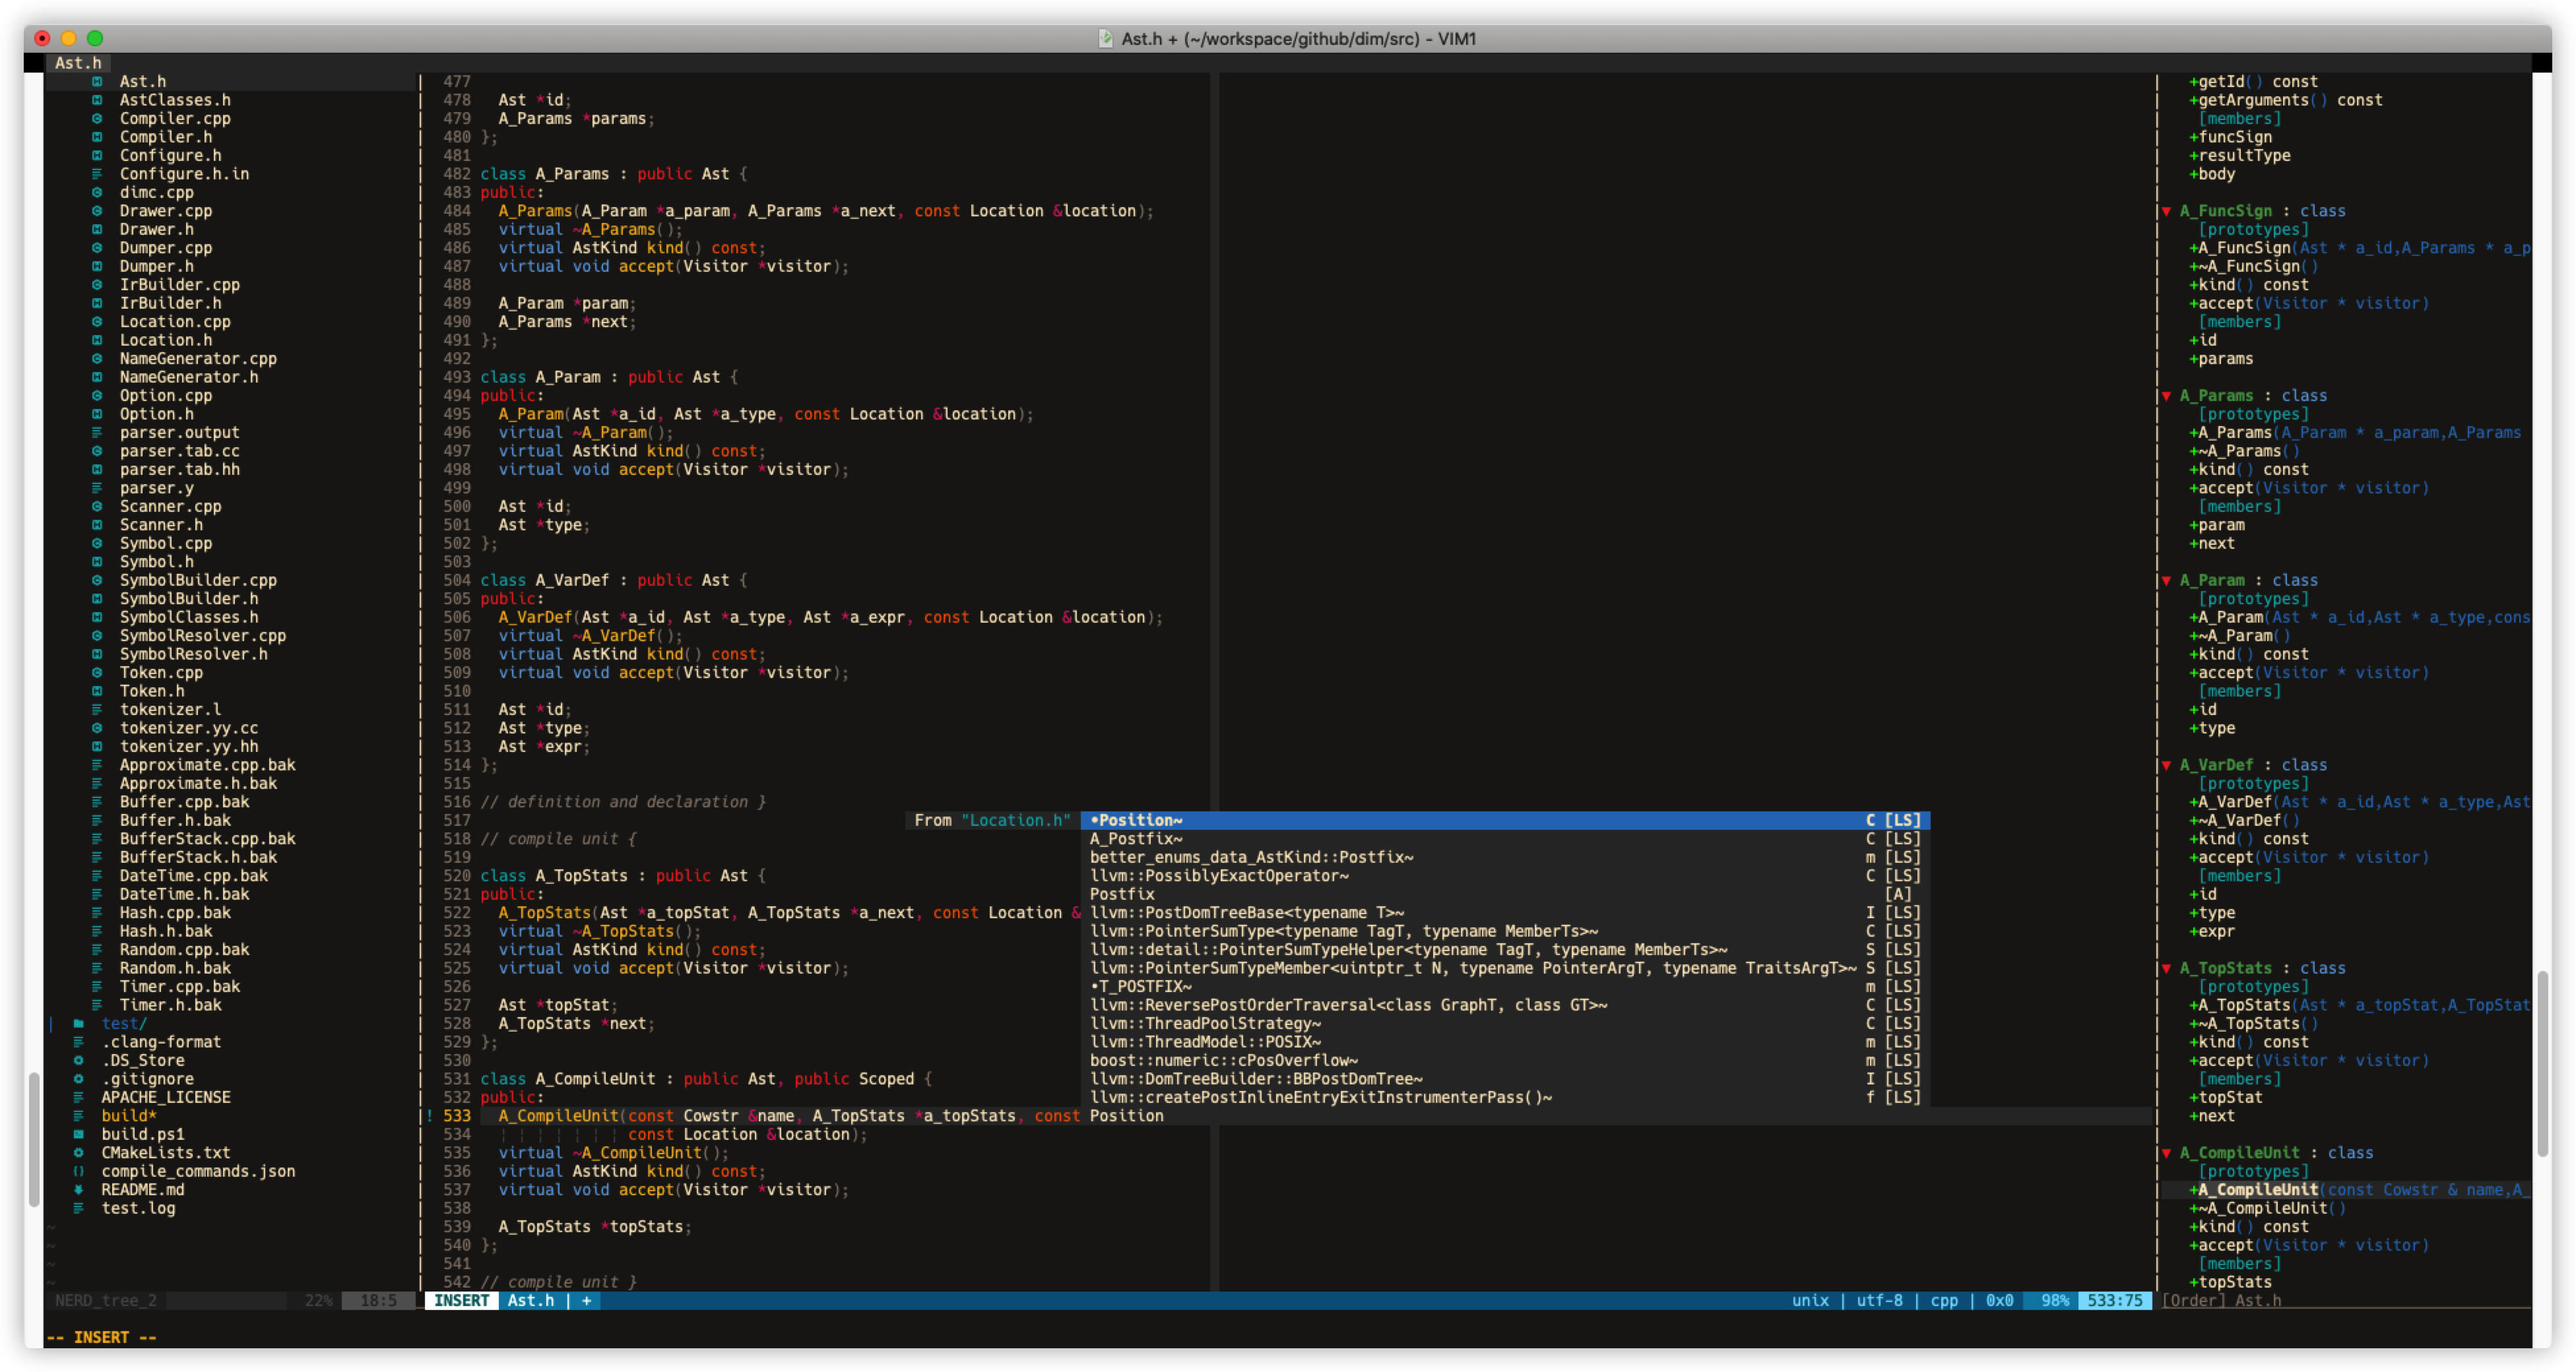 Ast.h + (~/workspace/github/dim/src) - VIM1
Ast.h
Ast.h
AstClasses.h
Compiler.cpp
Compiler.h
Configure.h
Configure.h.in
dimc.cpp
Drawer.cpp
Drawer.h
Dumper.cpp
Dumper.h
IrBuilder.cpp
IrBuilder.h
Location.cpp
Location.h
NameGenerator.cpp
NameGenerator.h
Option.cpp
Option.h
parser.output
parser.tab.cc
parser.tab.hh
parser.y
Scanner.cpp
Scanner.h
Symbol.cpp
Symbol.h
SymbolBuilder.cpp
SymbolBuilder.h
SymbolClasses.h
SymbolResolver.cpp
SymbolResolver.h
Token.cpp
Token.h
tokenizer.l
tokenizer.yy.cc
tokenizer.yy.hh
Approximate.cpp.bak
Approximate.h.bak
Buffer.cpp.bak
Buffer.h.bak
BufferStack.cpp.bak
BufferStack.h.bak
DateTime.cpp.bak
DateTime.h.bak
Hash.cpp.bak
Hash.h.bak
Random.cpp.bak
Random.h.bak
Timer.cpp.bak
Timer.h.bak
test/
.clang-format
.DS_Store
.gitignore
APACHE_LICENSE
build*
build.ps1
CMakeLists.txt
compile_commands.json
README.md
test.log
~
~
~
~
NERD_tree_2 22% 18:5
477
478 Ast *id;
479 A_Params *params;
480 };
481
482 class A_Params : public Ast {
483 public:
484 A_Params(A_Param *a_param, A_Params *a_next, const Location &location);
485 virtual ~A_Params();
486 virtual AstKind kind() const;
487 virtual void accept(Visitor *visitor);
488
489 A_Param *param;
490 A_Params *next;
491 };
492
493 class A_Param : public Ast {
494 public:
495 A_Param(Ast *a_id, Ast *a_type, const Location &location);
496 virtual ~A_Param();
497 virtual AstKind kind() const;
498 virtual void accept(Visitor *visitor);
499
500 Ast *id;
501 Ast *type;
502 };
503
504 class A_VarDef : public Ast {
505 public:
506 A_VarDef(Ast *a_id, Ast *a_type, Ast *a_expr, const Location &location);
507 virtual ~A_VarDef();
508 virtual AstKind kind() const;
509 virtual void accept(Visitor *visitor);
510
511 Ast *id;
512 Ast *type;
513 Ast *expr;
514 };
515
516 // definition and declaration }
517
518 // compile unit {
519
520 class A_TopStats : public Ast {
521 public:
522 A_TopStats(Ast *a_topStat, A_TopStats *a_next, const Location &
523 virtual ~A_TopStats();
524 virtual AstKind kind() const;
525 virtual void accept(Visitor *visitor);
526
527 Ast *topStat;
528 A_TopStats *next;
529 };
530
531 class A_CompileUnit : public Ast, public Scoped {
532 public:
! 533 A_CompileUnit(const Cowstr &name, A_TopStats *a_topStats, const Position
534 const Location &location);
535 virtual ~A_CompileUnit();
536 virtual AstKind kind() const;
537 virtual void accept(Visitor *visitor);
538
539 A_TopStats *topStats;
540 };
541
542 // compile unit }
From "Location.h"
•Position~ C [LS]
A_Postfix~ C [LS]
better_enums_data_AstKind::Postfix~ m [LS]
llvm::PossiblyExactOperator~ C [LS]
Postfix [A]
llvm::PostDomTreeBase<typename T>~ I [LS]
llvm::PointerSumType<typename TagT, typename MemberTs>~ C [LS]
llvm::detail::PointerSumTypeHelper<typename TagT, typename MemberTs>~ S [LS]
llvm::PointerSumTypeMember<uintptr_t N, typename PointerArgT, typename TraitsArgT>~ S [LS]
•T_POSTFIX~ m [LS]
llvm::ReversePostOrderTraversal<class GraphT, class GT>~ C [LS]
llvm::ThreadPoolStrategy~ C [LS]
llvm::ThreadModel::POSIX~ m [LS]
boost::numeric::cPosOverflow~ m [LS]
llvm::DomTreeBuilder::BBPostDomTree~ I [LS]
llvm::createPostInlineEntryExitInstrumenterPass()~ f [LS]
INSERT Ast.h | + unix | utf-8 | cpp | 0x0 98% 533:75
+getId() const
+getArguments() const
[members]
+funcSign
+resultType
+body
▼ A_FuncSign : class
[prototypes]
+A_FuncSign(Ast * a_id,A_Params * a_p
+~A_FuncSign()
+kind() const
+accept(Visitor * visitor)
[members]
+id
+params
▼ A_Params : class
[prototypes]
+A_Params(A_Param * a_param,A_Params
+~A_Params()
+kind() const
+accept(Visitor * visitor)
[members]
+param
+next
▼ A_Param : class
[prototypes]
+A_Param(Ast * a_id,Ast * a_type,cons
+~A_Param()
+kind() const
+accept(Visitor * visitor)
[members]
+id
+type
▼ A_VarDef : class
[prototypes]
+A_VarDef(Ast * a_id,Ast * a_type,Ast
+~A_VarDef()
+kind() const
+accept(Visitor * visitor)
[members]
+id
+type
+expr
▼ A_TopStats : class
[prototypes]
+A_TopStats(Ast * a_topStat,A_TopStat
+~A_TopStats()
+kind() const
+accept(Visitor * visitor)
[members]
+topStat
+next
▼ A_CompileUnit : class
[prototypes]
+A_CompileUnit(const Cowstr & name,A_
+~A_CompileUnit()
+kind() const
+accept(Visitor * visitor)
[members]
+topStats
[Order] Ast.h
-- INSERT --